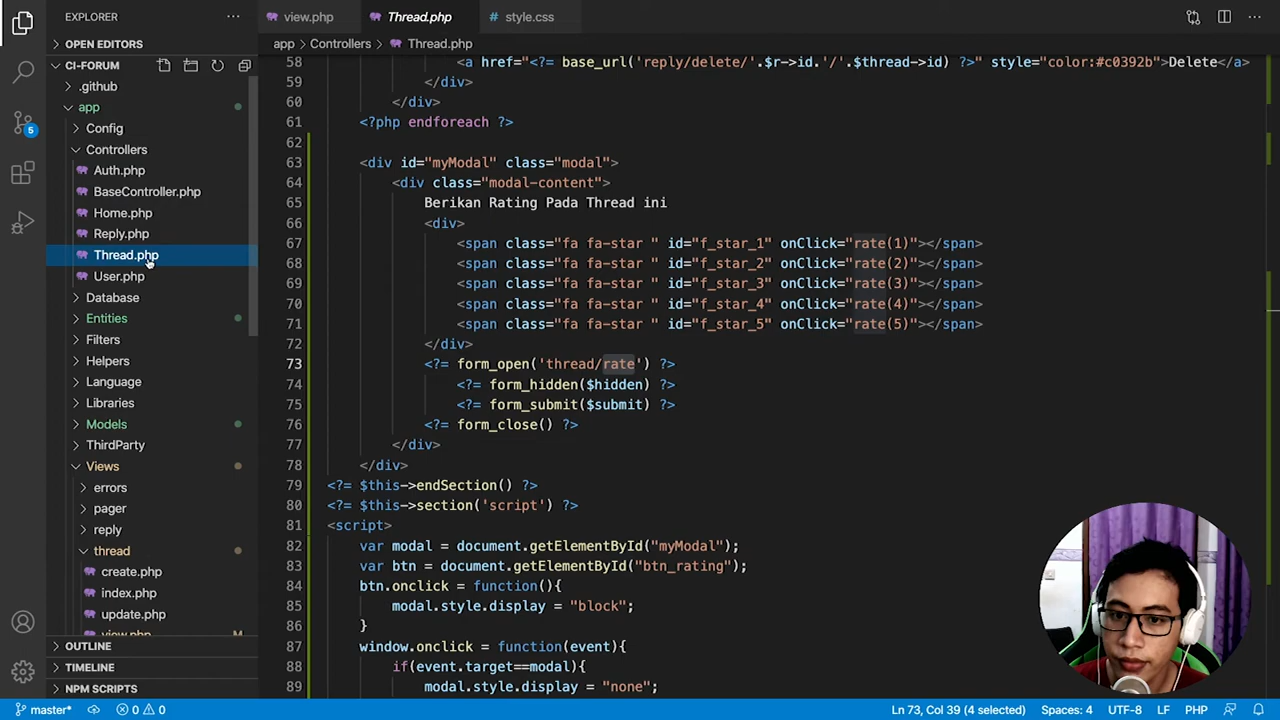 EXPLORER
view.php
Thread.php
style.css
OPEN EDITORS
app
Controllers
Thread.php
CI-FORUM
.github
app
Config
Controllers
Auth.php
BaseController.php
Home.php
Reply.php
Thread.php
User.php
Database
Entities
Filters
Helpers
Language
Libraries
Models
ThirdParty
Views
errors
pager
reply
thread
create.php
index.php
update.php
view.php
M
OUTLINE
TIMELINE
NPM SCRIPTS
5
58 <a href="<?= base_url('reply/delete/'.$r->id.'/'.$thread->id) ?>" style="color:#c0392b">Delete</a>
59 </div>
60 </div>
61 <?php endforeach ?>
62
63 <div id="myModal" class="modal">
64 <div class="modal-content">
65 Berikan Rating Pada Thread ini
66 <div>
67 <span class="fa fa-star " id="f_star_1" onClick="rate(1)"></span>
68 <span class="fa fa-star " id="f_star_2" onClick="rate(2)"></span>
69 <span class="fa fa-star " id="f_star_3" onClick="rate(3)"></span>
70 <span class="fa fa-star " id="f_star_4" onClick="rate(4)"></span>
71 <span class="fa fa-star " id="f_star_5" onClick="rate(5)"></span>
72 </div>
73 <?= form_open('thread/rate') ?>
74 <?= form_hidden($hidden) ?>
75 <?= form_submit($submit) ?>
76 <?= form_close() ?>
77 </div>
78 </div>
79 <?= $this->endSection() ?>
80 <?= $this->section('script') ?>
81 <script>
82 var modal = document.getElementById("myModal");
83 var btn = document.getElementById("btn_rating");
84 btn.onclick = function(){
85 modal.style.display = "block";
86 }
87 window.onclick = function(event){
88 if(event.target==modal){
89 modal.style.display = "none";
master*
0
0
Ln 73, Col 39 (4 selected)
Spaces: 4
UTF-8
LF
PHP